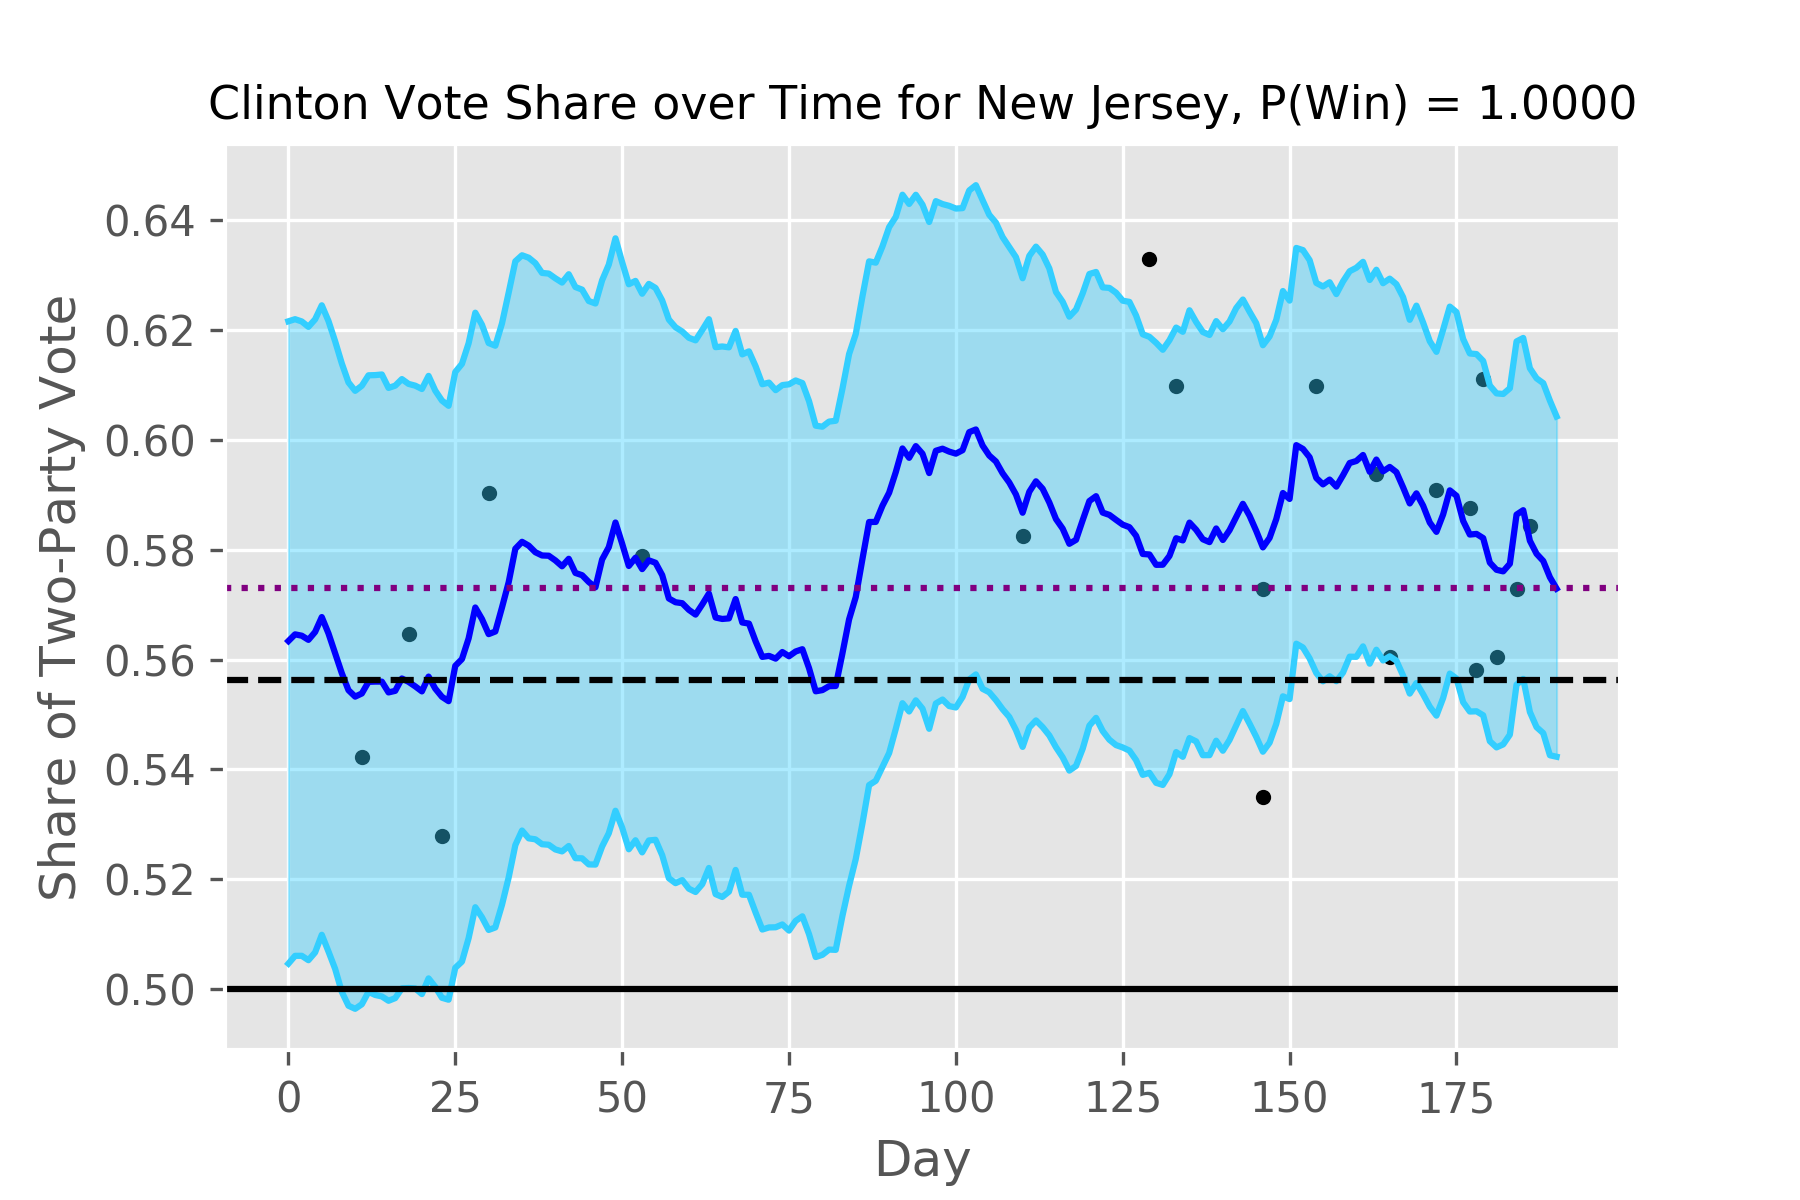 Clinton Vote Share over Time for New Jersey, P(Win) = 1.0000
Share of Two-Party Vote
0.64
0.62
0.60
0.58
0.56
0.54
0.52
0.50
0 25 50 75 100 125 150 175
Day